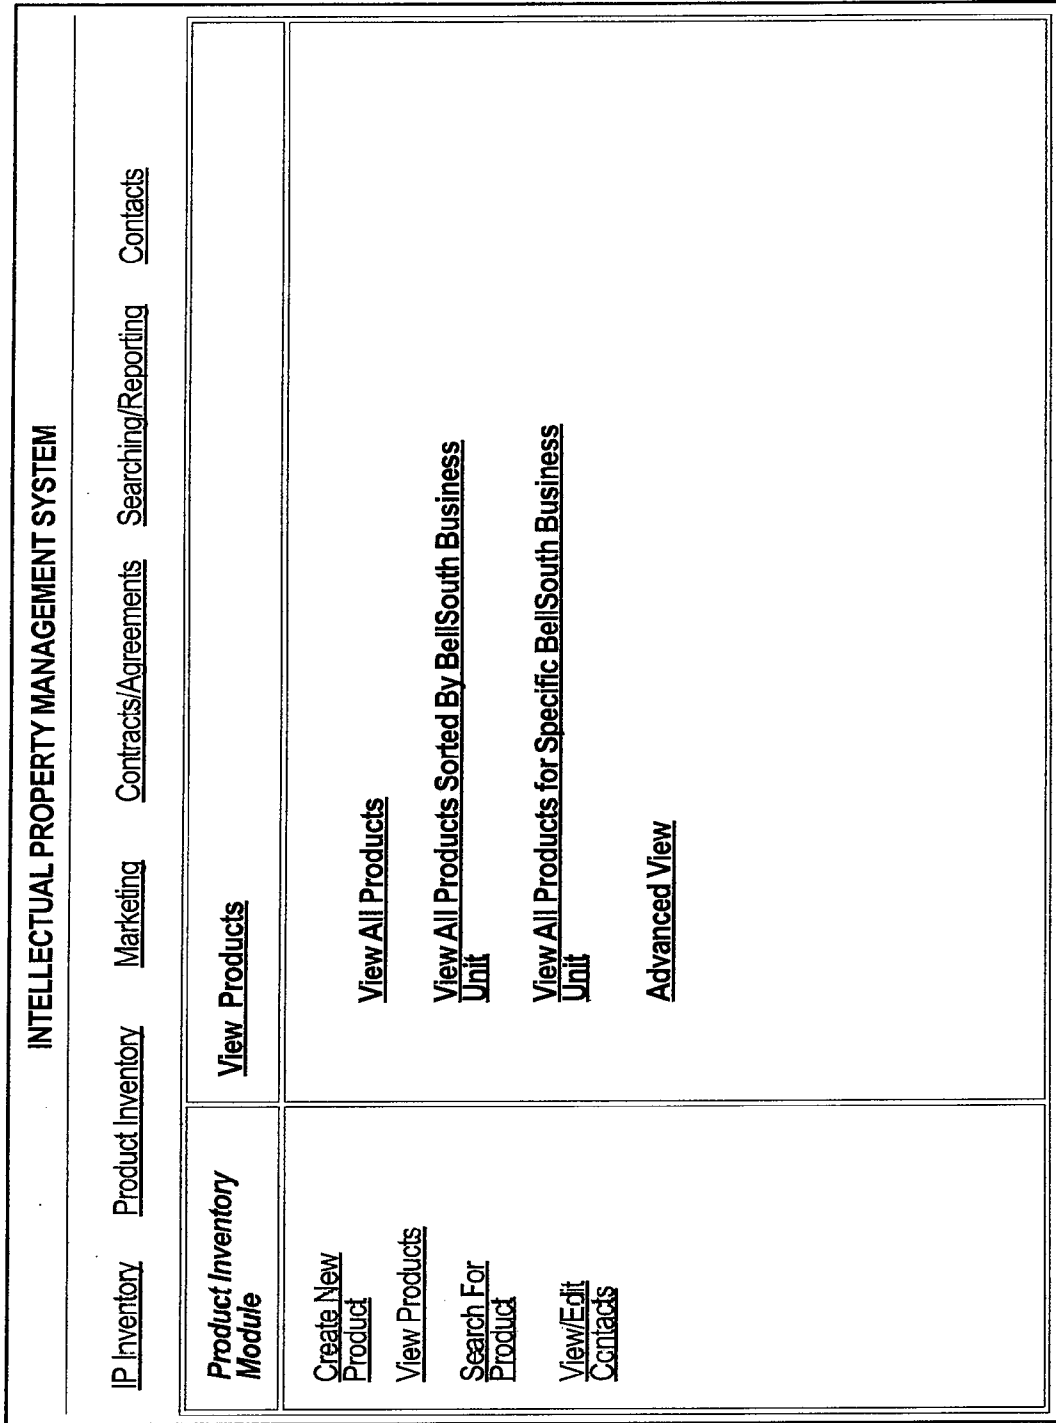 INTELLECTUAL PROPERTY MANAGEMENT SYSTEM
IP Inventory Product Inventory Marketing Contracts/Agreements Searching/Reporting Contacts
Product Inventory
Module
View Products
Create New
Product
View Products
Search For
Product
View/Edit
Contacts
View All Products
View All Products Sorted By BellSouth Business
Unit
View All Products for Specific BellSouth Business
Unit
Advanced View